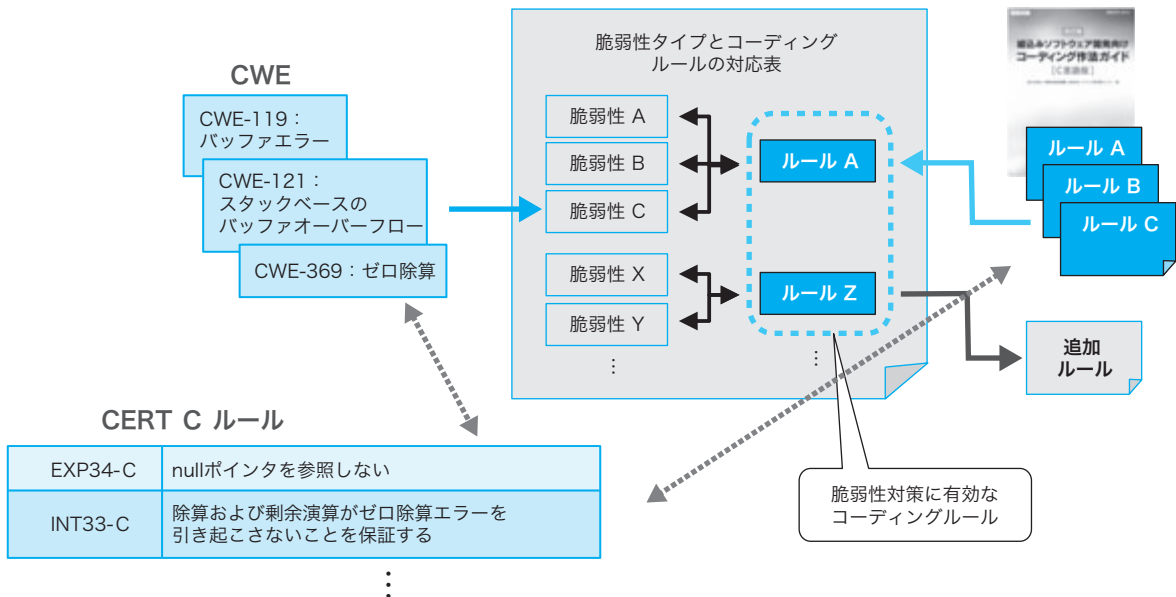 CWE
CWE-119：
バッファエラー
CWE-121：
スタックベースの
バッファオーバーフロー
CWE-369：ゼロ除算
脆弱性タイプとコーディング
ルールの対応表
脆弱性 A
脆弱性 B
脆弱性 C
脆弱性 X
脆弱性 Y
⋮
ルール A
ルール Z
⋮
組込みソフトウェア開発向け
コーディング作法ガイド
［C言語版］
ルール A
ルール B
ルール C
追加
ルール
脆弱性対策に有効な
コーディングルール
CERT C ルール
EXP34-C nullポインタを参照しない
INT33-C 除算および剰余演算がゼロ除算エラーを
引き起こさないことを保証する
⋮